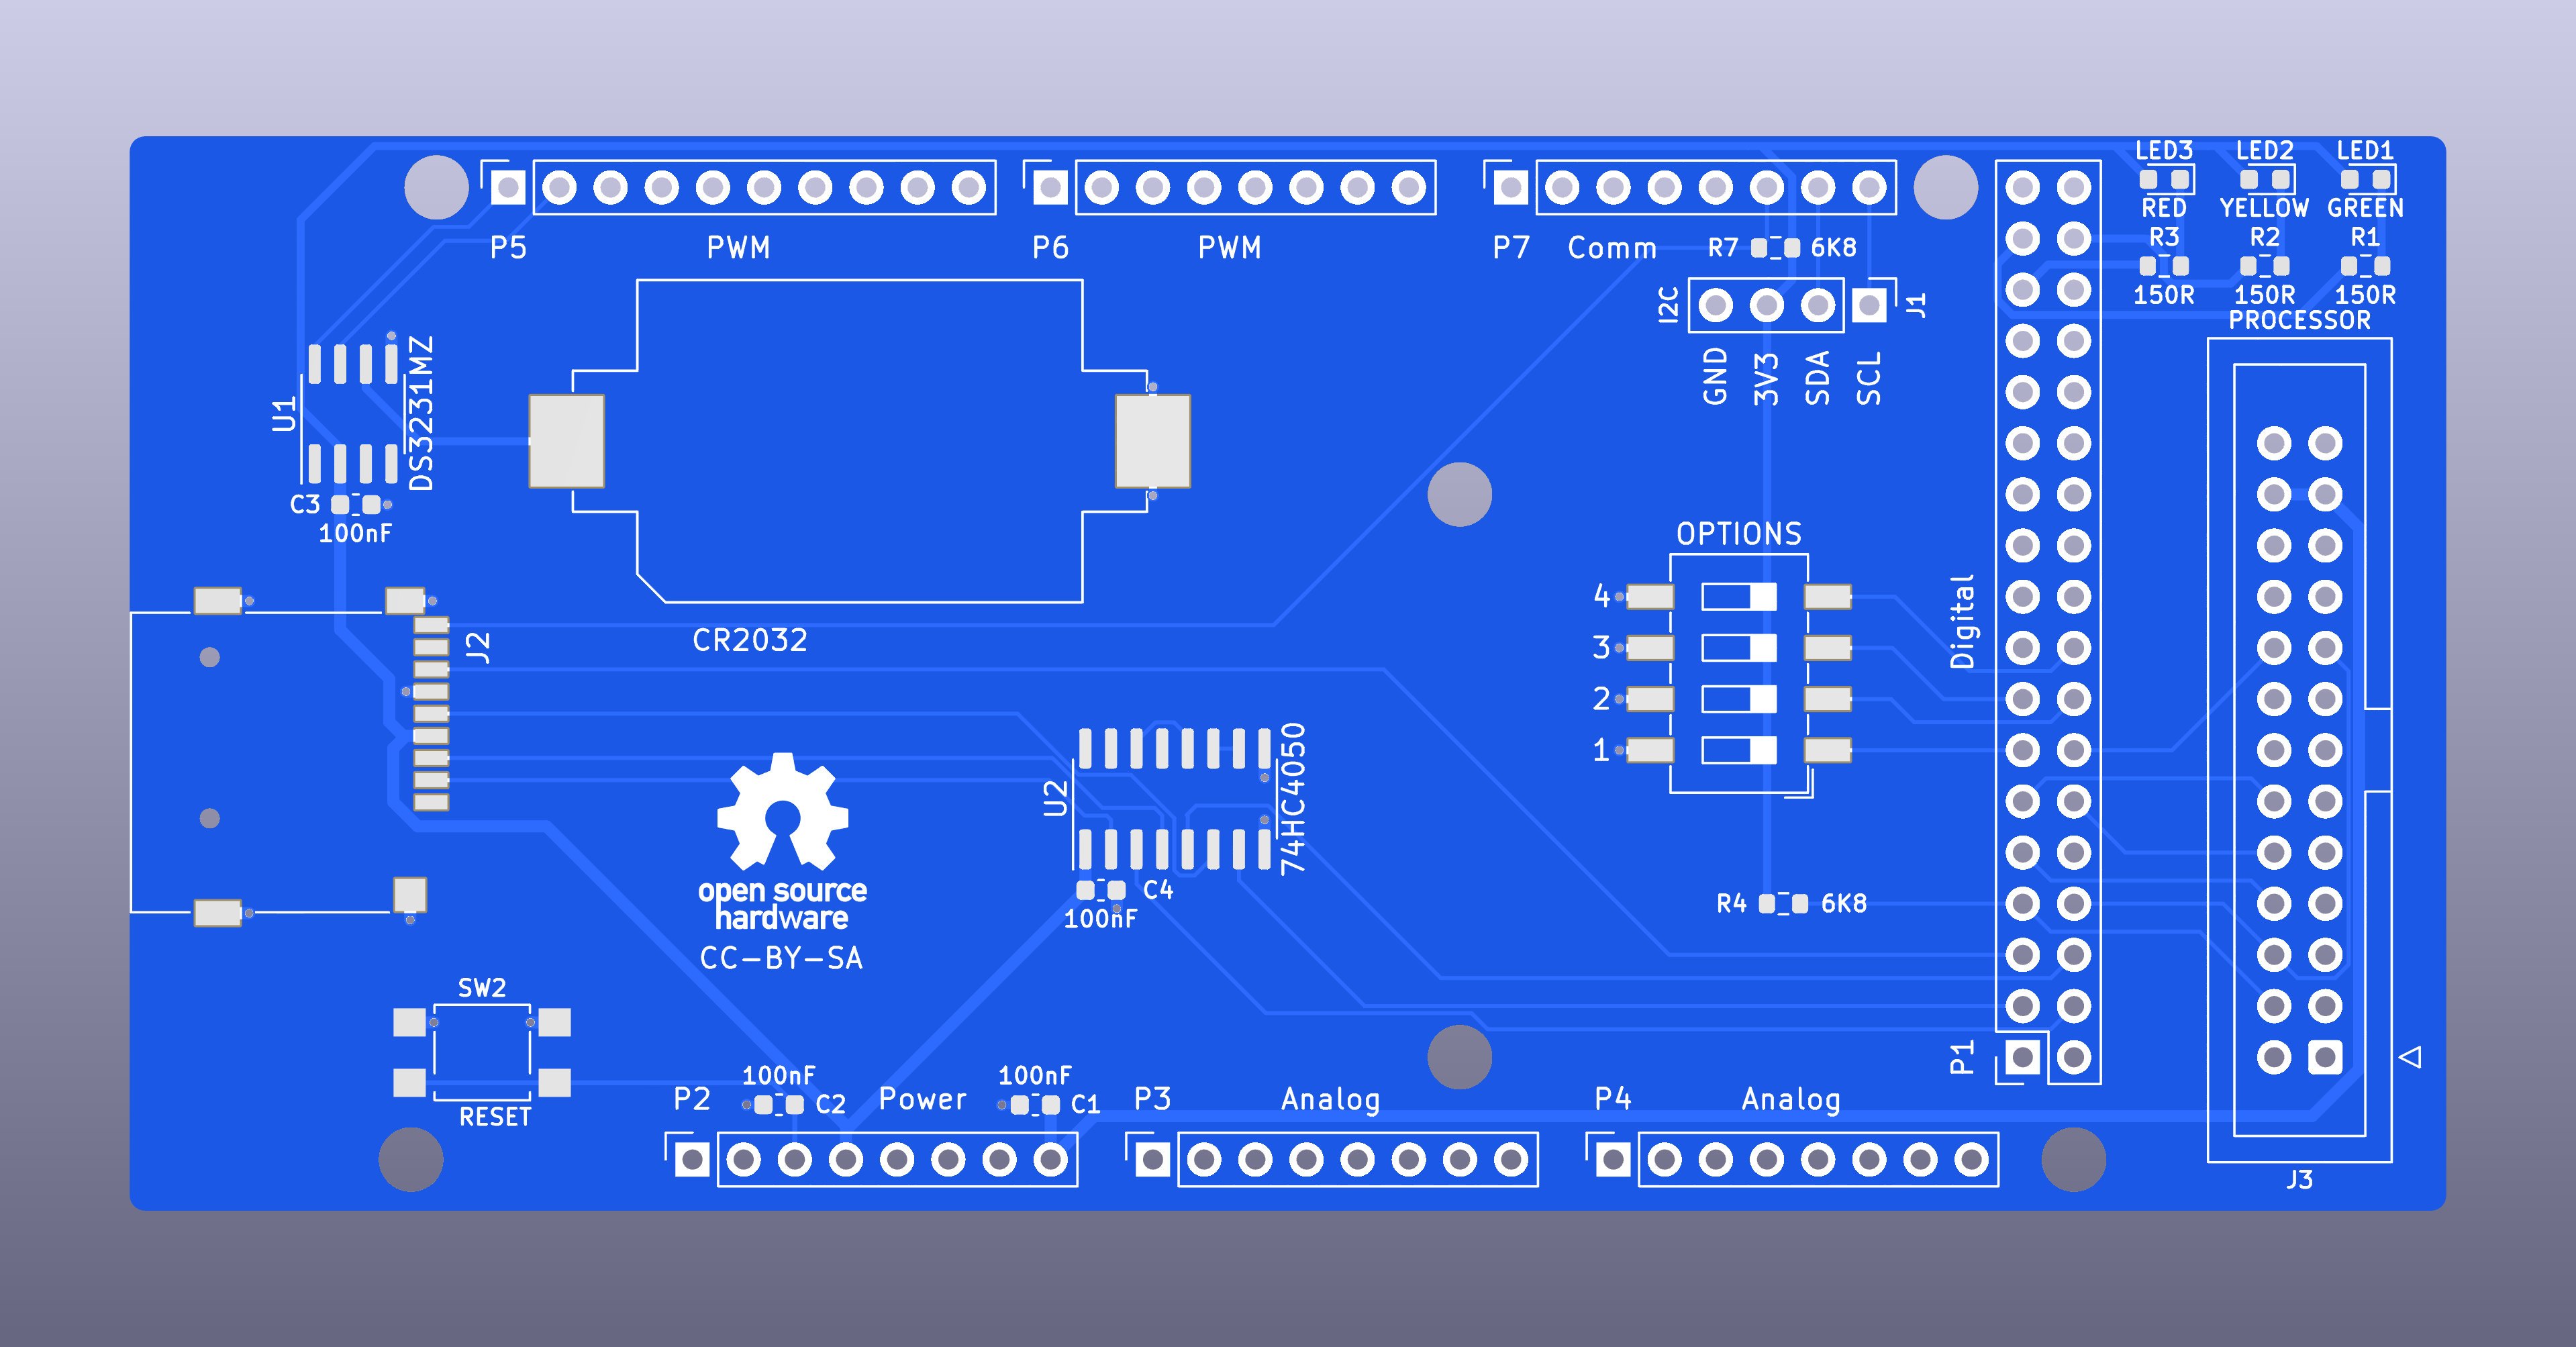 LED3 LED2 LED1
RED YELLOW GREEN
R3 R2 R1
150R 150R 150R
PROCESSOR
P5 PWM P6 PWM P7 Comm R7 6K8
I2C J1
GND 3V3 SDA SCL
U1 DS3231MZ
C3
100nF
OPTIONS
4
3
2
1
Digital
J2
CR2032
U2 74HC4050
C4
100nF
open source
hardware
CC-BY-SA
R4 6K8
SW2
RESET
100nF 100nF
P2 C2 Power C1 P3 Analog P4 Analog
P1
J3